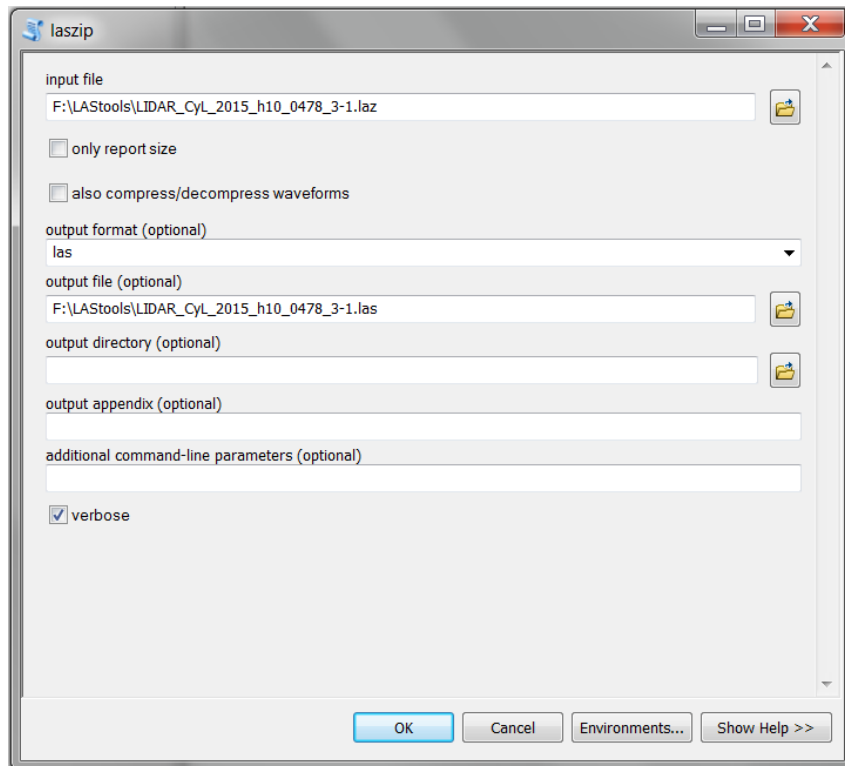 laszip
input file
F:\LAStools\LIDAR_CyL_2015_h10_0478_3-1.laz
only report size
also compress/decompress waveforms
output format (optional)
las
output file (optional)
F:\LAStools\LIDAR_CyL_2015_h10_0478_3-1.las
output directory (optional)
output appendix (optional)
additional command-line parameters (optional)
verbose
OK Cancel Environments... Show Help >>